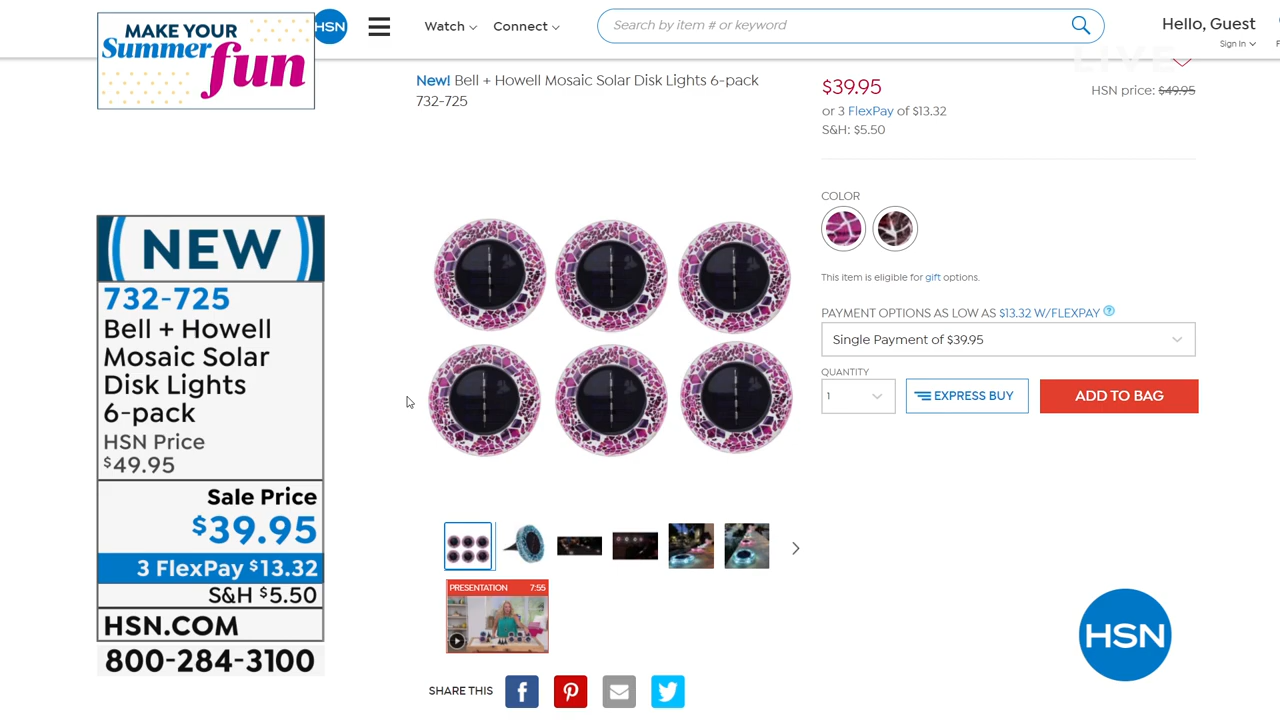 MAKE YOUR
Summer
fun
HSN
Watch
Connect
Search by item # or keyword
Hello, Guest
Sign In
LIVE
New! Bell + Howell Mosaic Solar Disk Lights 6-pack
732-725
$39.95
HSN price: $49.95
or 3 FlexPay of $13.32
S&H: $5.50
COLOR
This item is eligible for gift options.
PAYMENT OPTIONS AS LOW AS $13.32 W/FLEXPAY ?
Single Payment of $39.95
QUANTITY
1
EXPRESS BUY
ADD TO BAG
NEW
732-725
Bell + Howell
Mosaic Solar
Disk Lights
6-pack
HSN Price
$49.95
Sale Price
$39.95
3 FlexPay $13.32
S&H $5.50
HSN.COM
800-284-3100
PRESENTATION 7:55
SHARE THIS
HSN